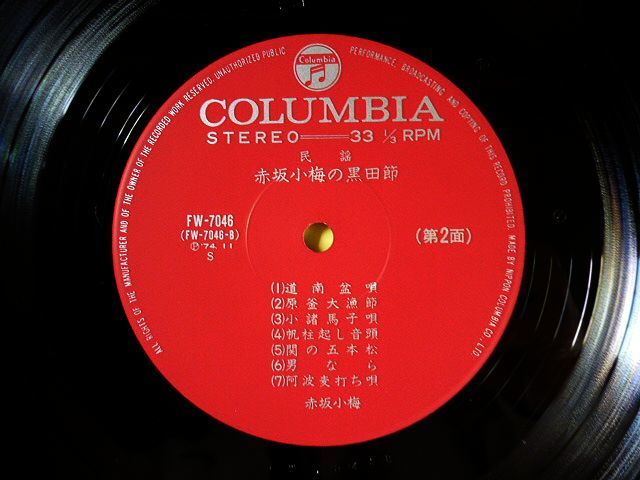 ALL RIGHTS OF THE MANUFACTURER AND OF THE OWNER OF THE RECORDED WORK RESERVED. UNAUTHORIZED PUBLIC PERFORMANCE, BROADCASTING AND COPYING OF THIS RECORD PROHIBITED. MADE BY NIPPON COLUMBIA CO., LTD.
Columbia
COLUMBIA
STEREO 33 1/3 RPM
民謡
赤坂小梅の黒田節
FW-7046
(FW-7046-B)
Ⓟ'74.11
S
(第2面)
(1)道南盆唄
(2)原釜大漁節
(3)小諸馬子唄
(4)帆柱起し音頭
(5)関の五本松
(6)男なら
(7)阿波麦打ち唄
赤坂小梅